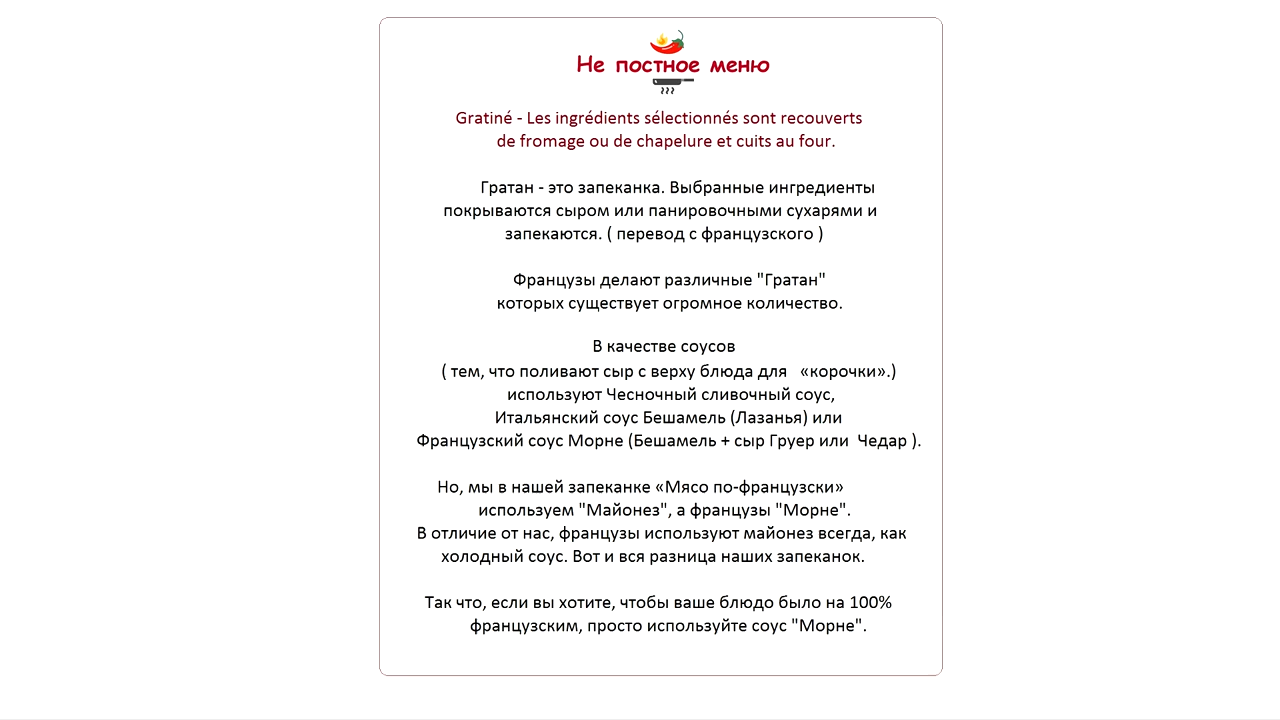 Не постное меню
Gratiné - Les ingrédients sélectionnés sont recouverts
de fromage ou de chapelure et cuits au four.
Гратан - это запеканка. Выбранные ингредиенты
покрываются сыром или панировочными сухарями и
запекаются. ( перевод с французского )
Французы делают различные "Гратан"
которых существует огромное количество.
В качестве соусов
( тем, что поливают сыр с верху блюда для «корочки».)
используют Чесночный сливочный соус,
Итальянский соус Бешамель (Лазанья) или
Французский соус Морне (Бешамель + сыр Груер или Чедар ).
Но, мы в нашей запеканке «Мясо по-французски»
используем "Майонез", а французы "Морне".
В отличие от нас, французы используют майонез всегда, как
холодный соус. Вот и вся разница наших запеканок.
Так что, если вы хотите, чтобы ваше блюдо было на 100%
французским, просто используйте соус "Морне".